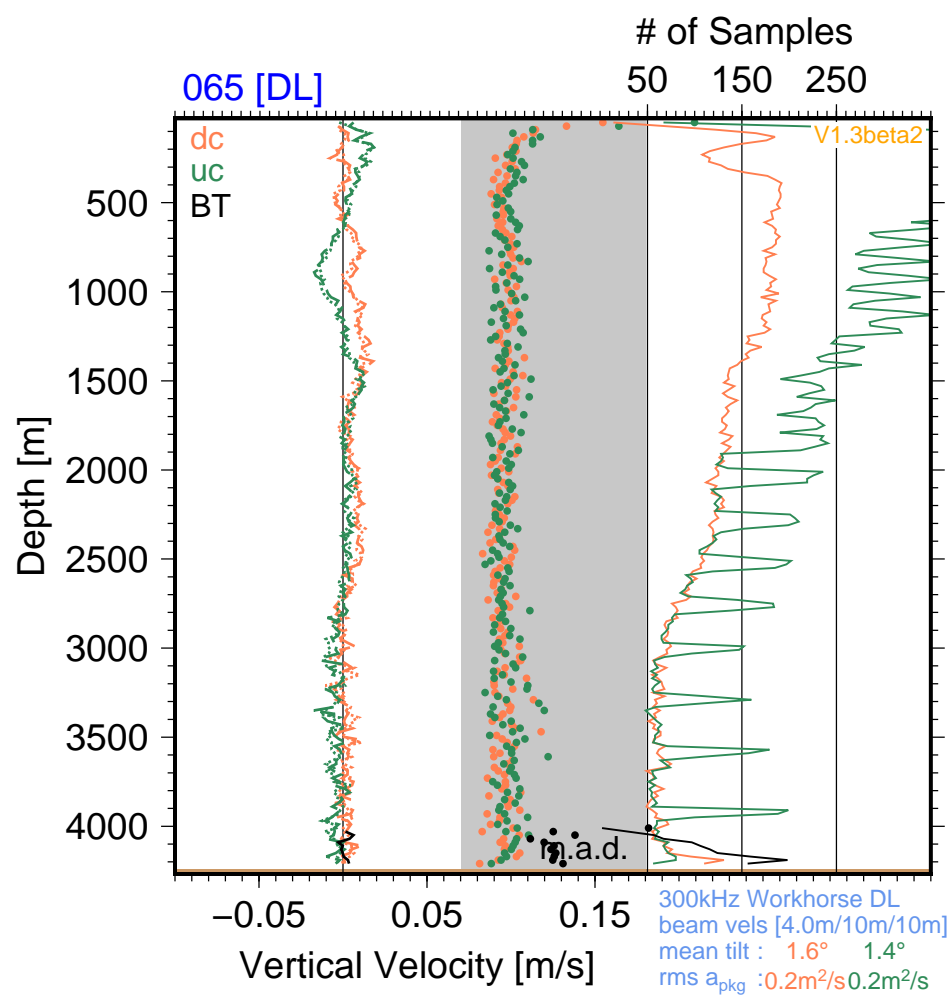 # of Samples
50 150 250
065 [DL]
dc
uc
BT
V1.3beta2
500
1000
1500
2000
2500
3000
3500
4000
Depth [m]
m.a.d.
−0.05 0.05 0.15
Vertical Velocity [m/s]
300kHz Workhorse DL
beam vels [4.0m/10m/10m]
mean tilt : 1.6° 1.4°
rms a_pkg :0.2m²/s 0.2m²/s